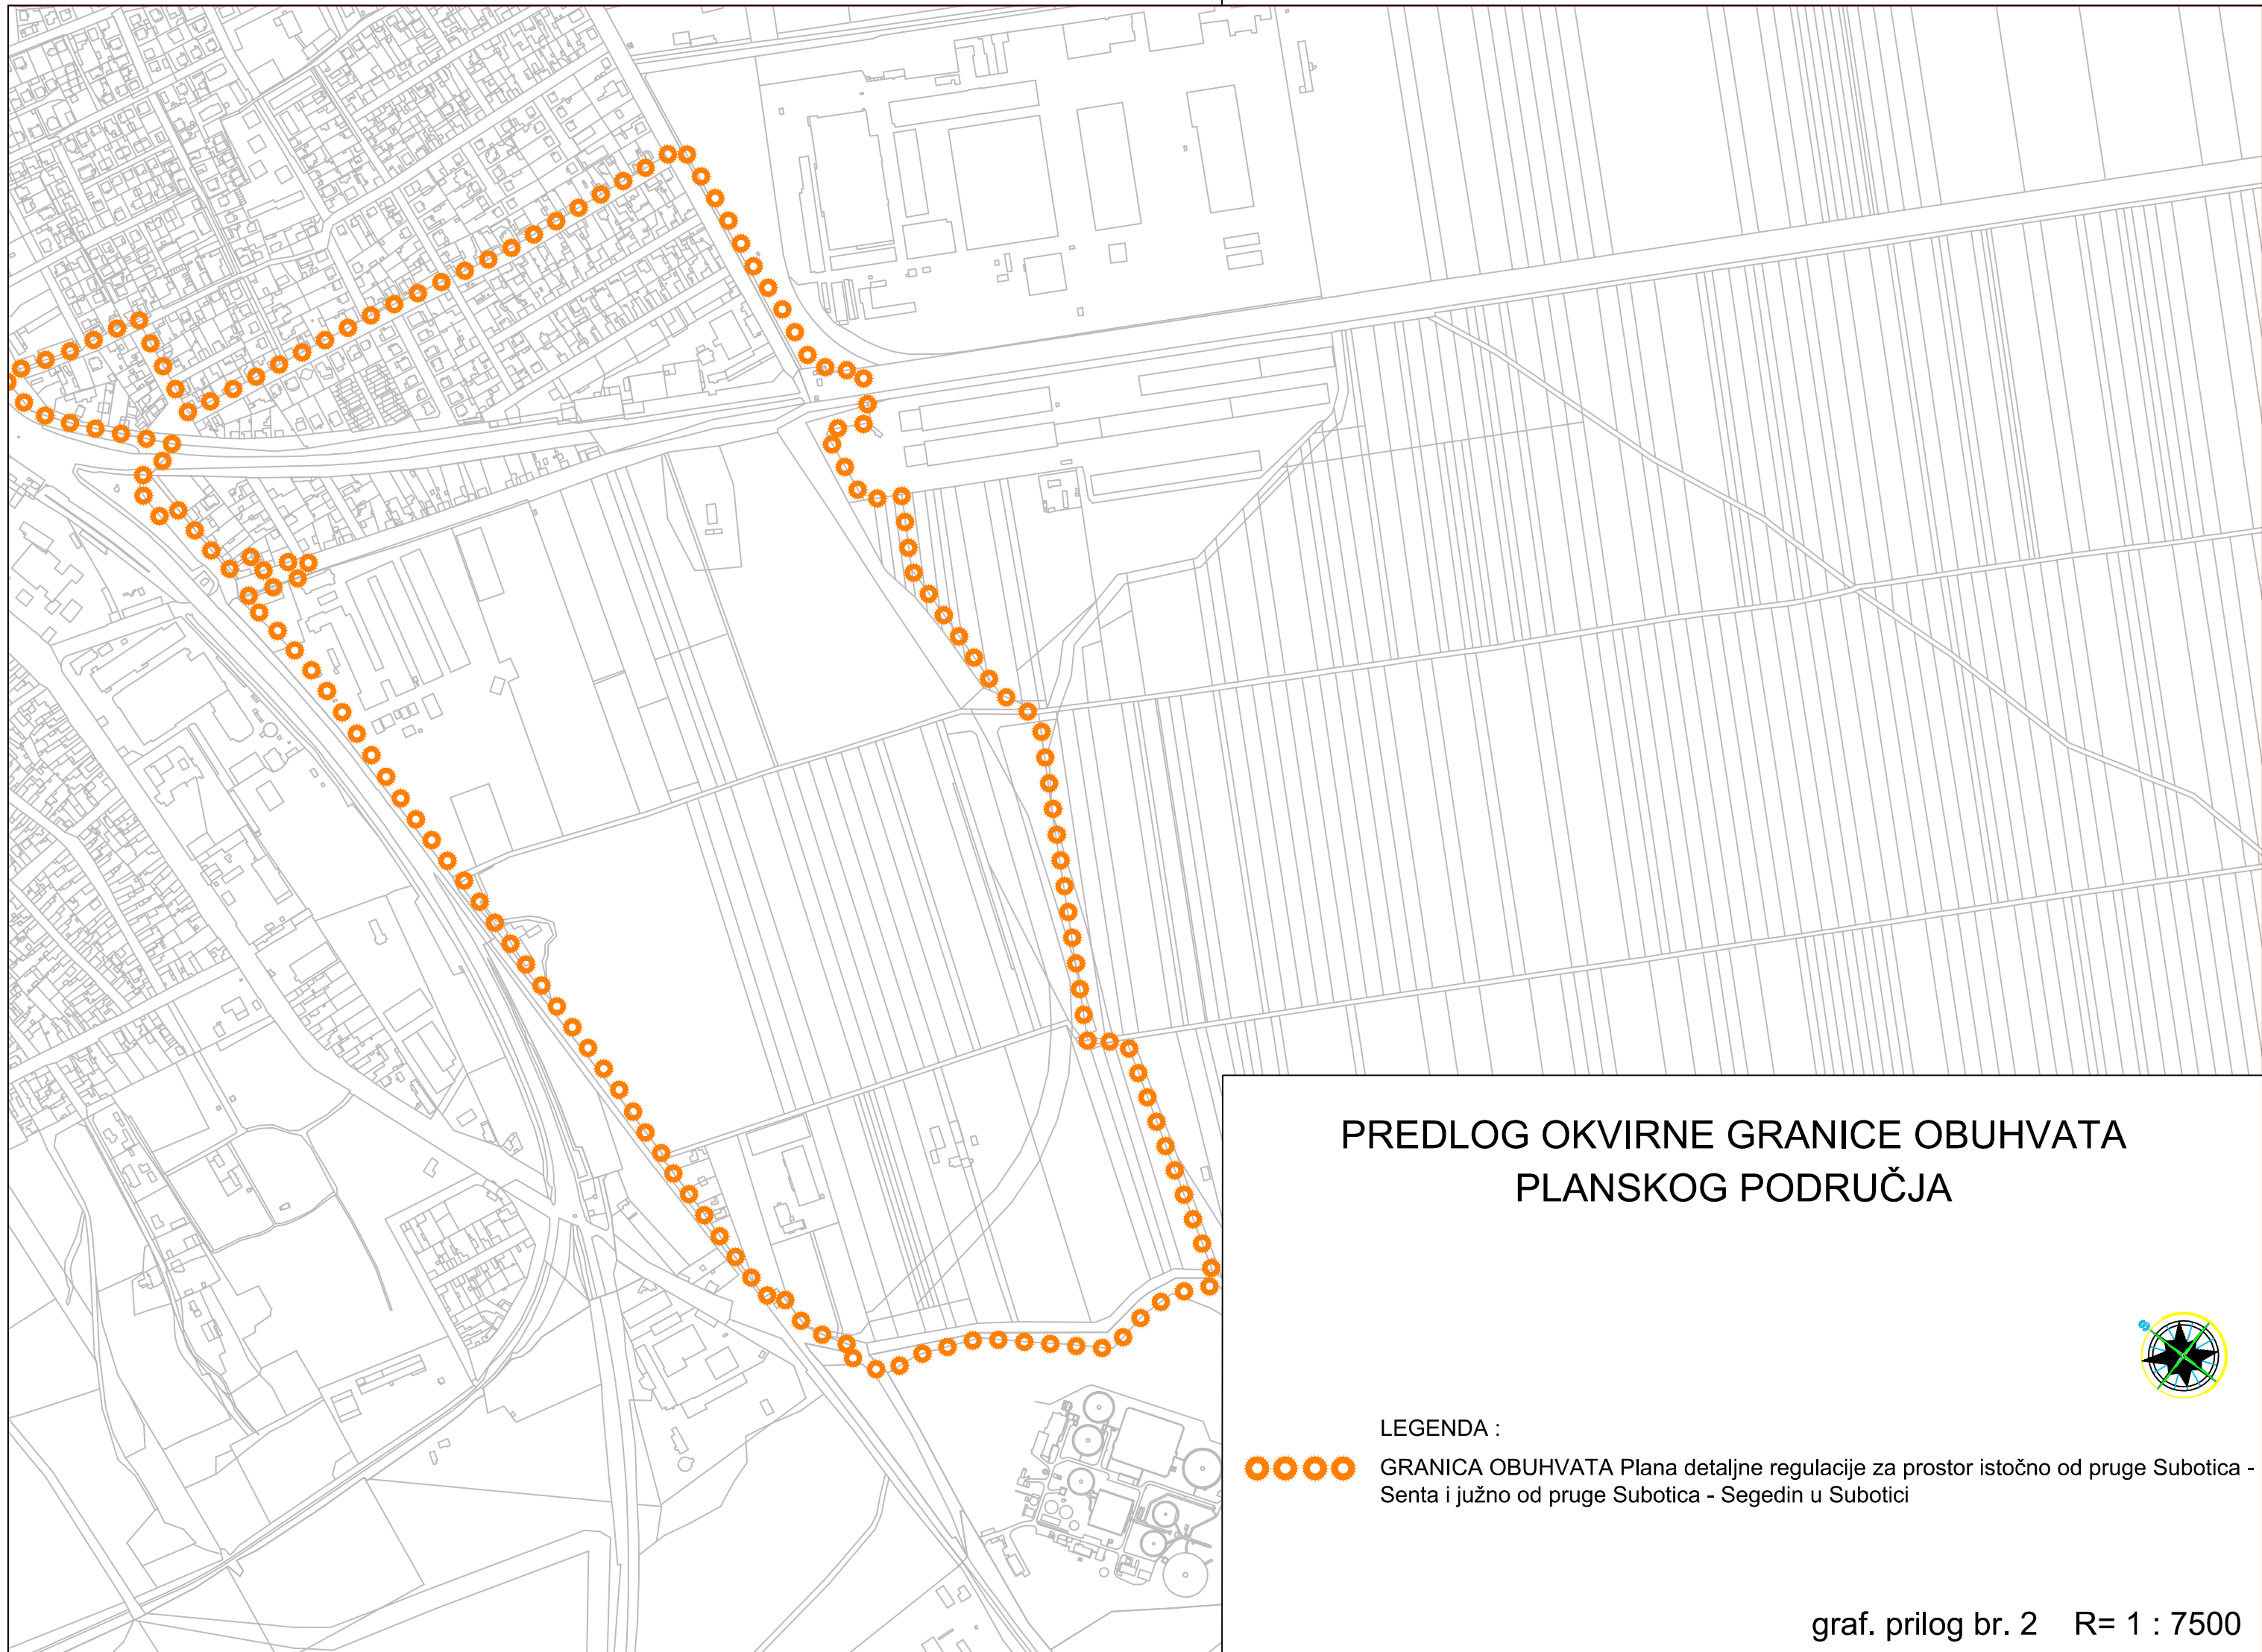 PREDLOG OKVIRNE GRANICE OBUHVATA
PLANSKOG PODRUČJA
S
LEGENDA :
GRANICA OBUHVATA Plana detaljne regulacije za prostor istočno od pruge Subotica -
Senta i južno od pruge Subotica - Segedin u Subotici
graf. prilog br. 2 R= 1 : 7500